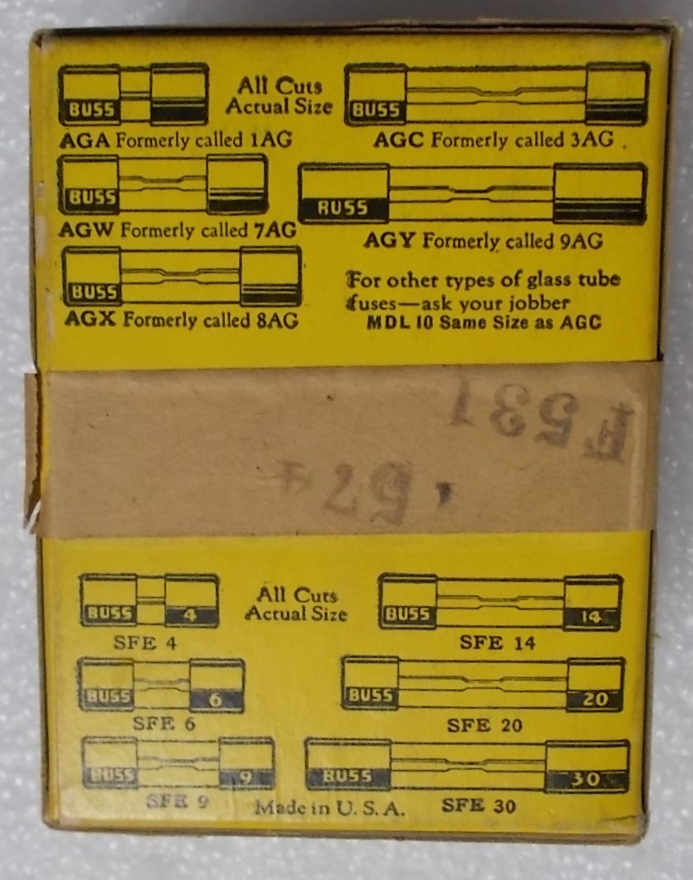 BUSS
All Cuts
Actual Size
BUSS
AGA Formerly called 1AG
AGC Formerly called 3AG
BUSS
BUSS
AGW Formerly called 7AG
AGY Formerly called 9AG
BUSS
AGX Formerly called 8AG
For other types of glass tube
fuses—ask your jobber
MDL 10 Same Size as AGC
F531
BUSS 4
All Cuts
Actual Size
BUSS 14
SFE 4
SFE 14
BUSS 6
BUSS 20
SFE 6
SFE 20
BUSS 9
BUSS 30
SFE 9
Made in U. S. A.
SFE 30